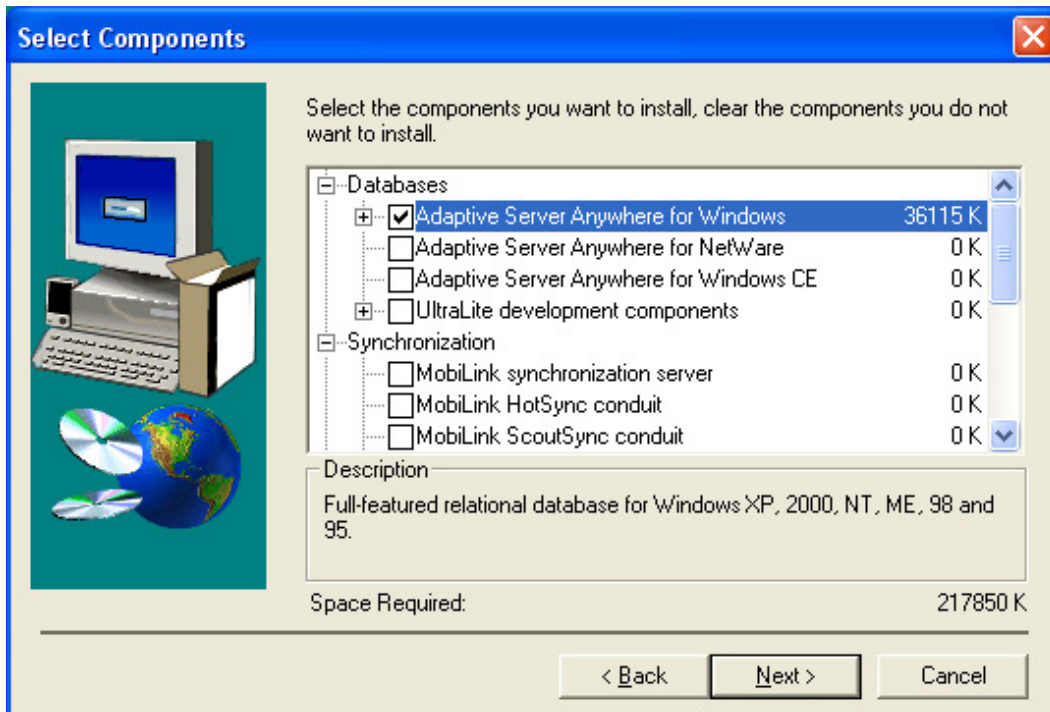 Select Components
Select the components you want to install, clear the components you do not
want to install.
Databases
Adaptive Server Anywhere for Windows 36115 K
Adaptive Server Anywhere for NetWare 0 K
Adaptive Server Anywhere for Windows CE 0 K
UltraLite development components 0 K
Synchronization
MobiLink synchronization server 0 K
MobiLink HotSync conduit 0 K
MobiLink ScoutSync conduit 0 K
Description
Full-featured relational database for Windows XP, 2000, NT, ME, 98 and
95.
Space Required: 217850 K
< Back Next > Cancel